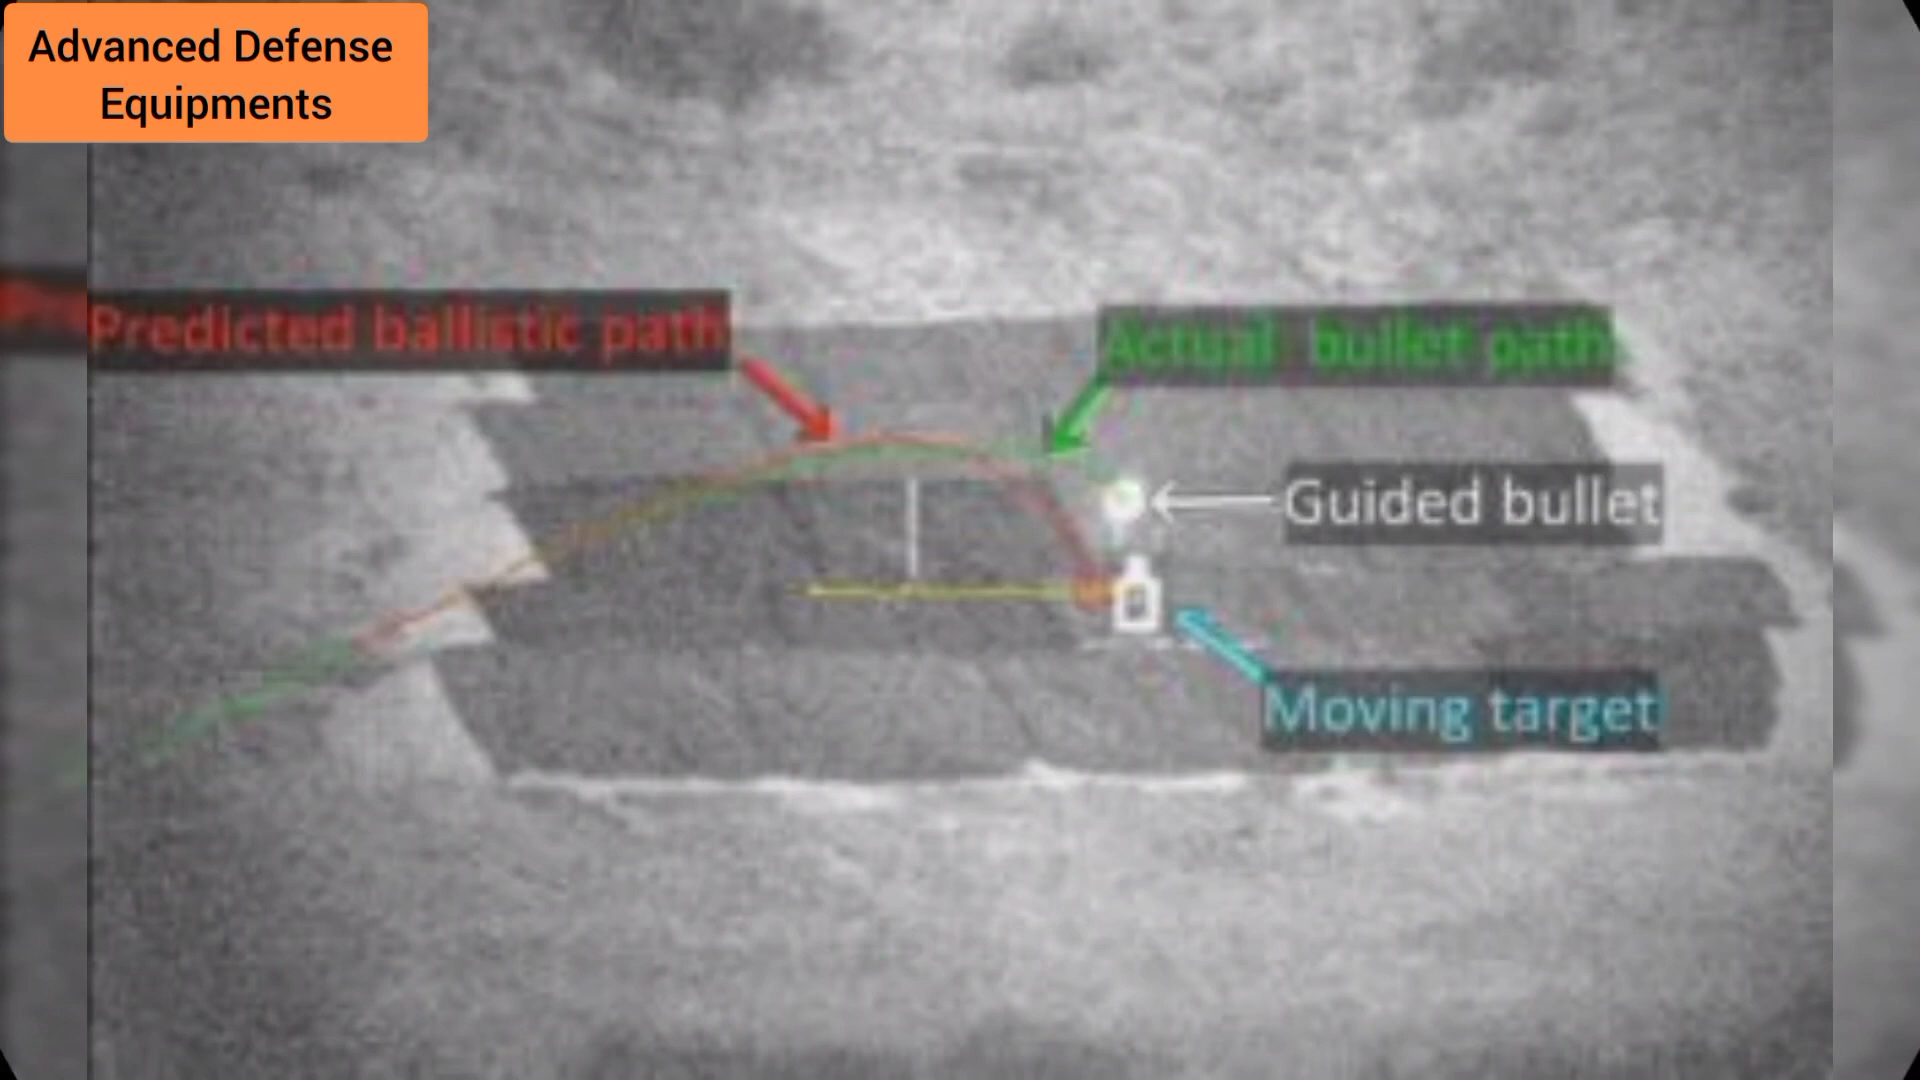 Advanced Defense
Equipments
Predicted ballistic path
Actual bullet path
Guided bullet
Moving target